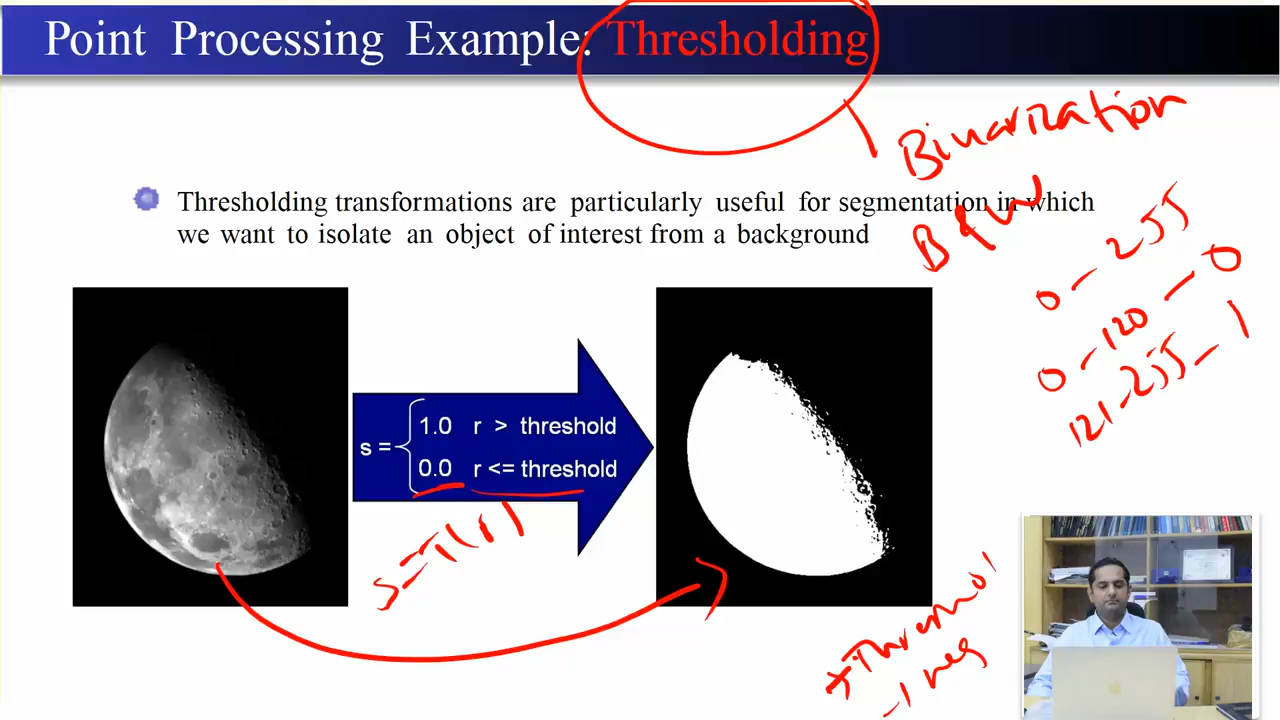 Point Processing Example: Thresholding
Binarization
B & W
Thresholding transformations are particularly useful for segmentation in which
we want to isolate an object of interest from a background
0 - 255
0 - 120 - 0
121 - 255 - 1
s = { 1.0 r > threshold
0.0 r <= threshold
s = T(r)
-1 neg